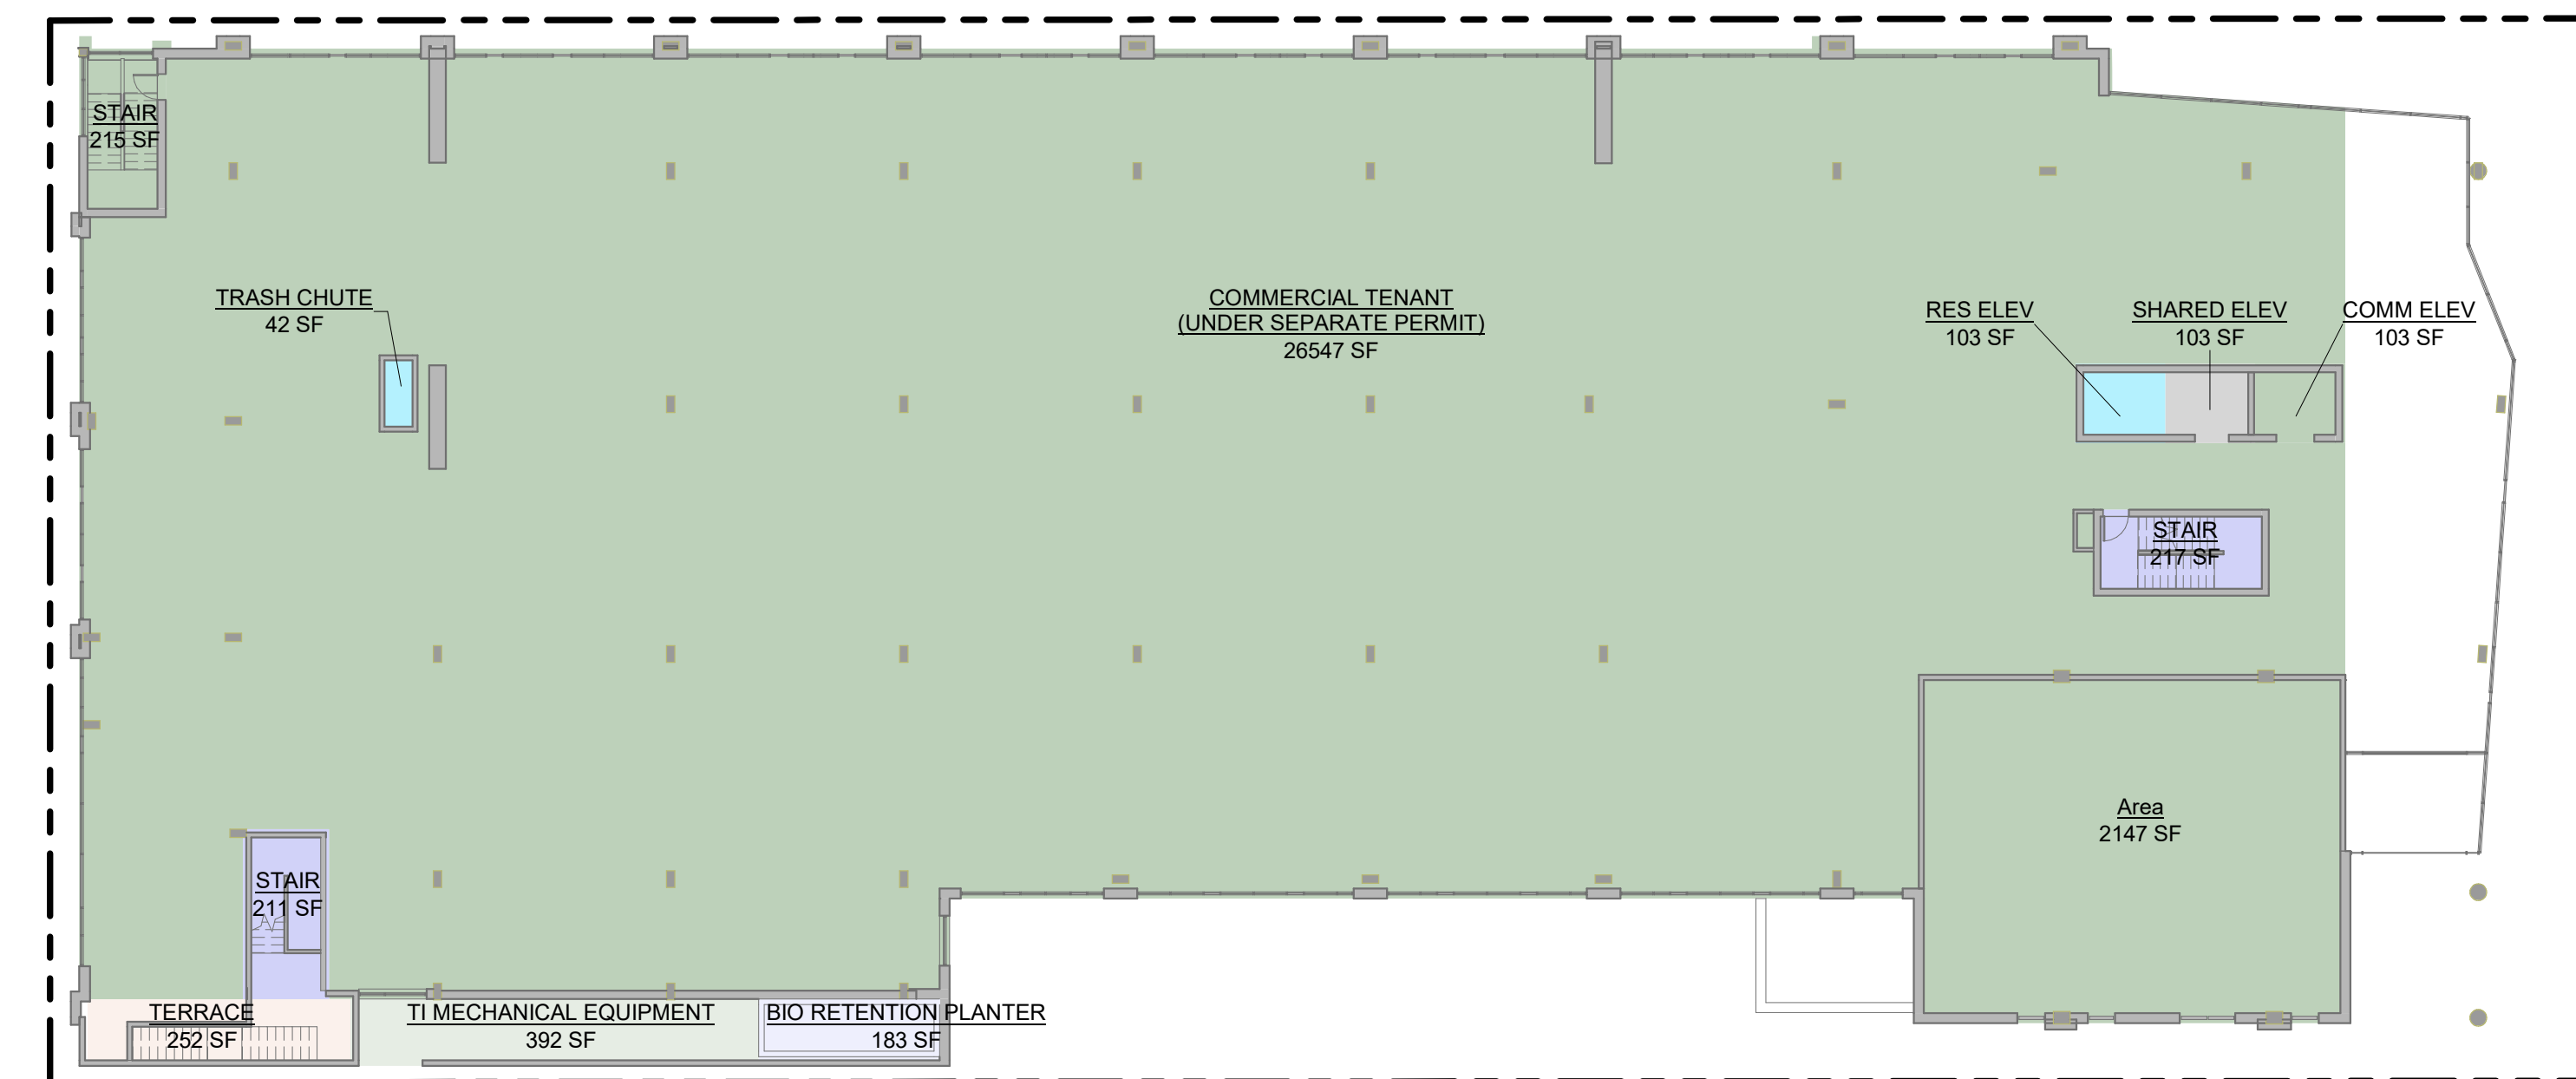 STAIR
215 SF
TRASH CHUTE
42 SF
COMMERCIAL TENANT
(UNDER SEPARATE PERMIT)
26547 SF
RES ELEV
103 SF
SHARED ELEV
103 SF
COMM ELEV
103 SF
STAIR
217 SF
Area
2147 SF
STAIR
211 SF
TERRACE
252 SF
TI MECHANICAL EQUIPMENT
392 SF
BIO RETENTION PLANTER
183 SF